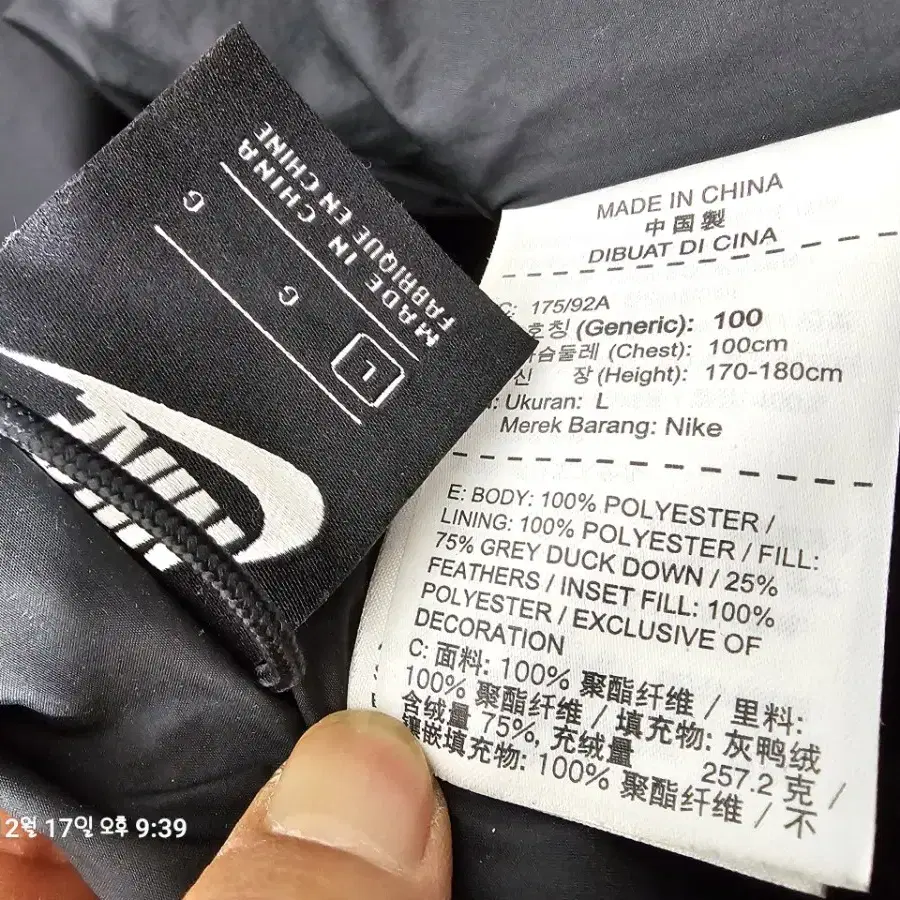 MADE IN CHINA
FABRIQUE EN CHINE
G
G
L
NIKE
MADE IN CHINA
中国製
DIBUAT DI CINA
C: 175/92A
호칭 (Generic): 100
가슴둘레 (Chest): 100cm
신 장 (Height): 170-180cm
Ukuran: L
Merek Barang: Nike
E: BODY: 100% POLYESTER /
LINING: 100% POLYESTER / FILL:
75% GREY DUCK DOWN / 25%
FEATHERS / INSET FILL: 100%
POLYESTER / EXCLUSIVE OF
DECORATION
C: 面料: 100% 聚酯纤维 / 里料:
100% 聚酯纤维 / 填充物: 灰鸭绒
含绒量 75%, 充绒量 257.2 克 /
镶嵌填充物: 100% 聚酯纤维 / 不
2월 17일 오후 9:39